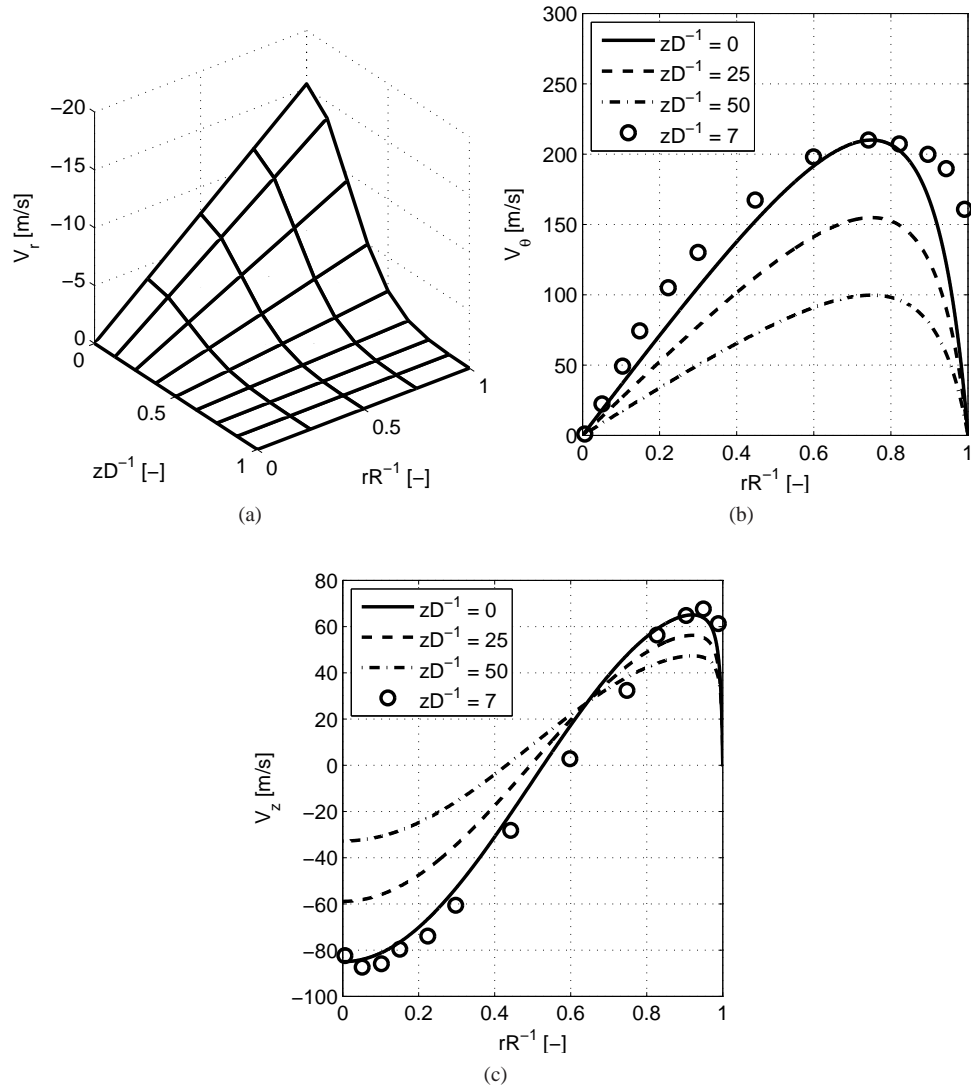 −20
−15
−10
−5
0
V_r [m/s]
0
0.5
1
zD⁻¹ [−]
0
0.5
1
rR⁻¹ [−]
(a)
300
250
200
150
100
50
0
V_θ [m/s]
zD⁻¹ = 0
zD⁻¹ = 25
zD⁻¹ = 50
zD⁻¹ = 7
0
0.2
0.4
0.6
0.8
1
rR⁻¹ [−]
(b)
80
60
40
20
0
−20
−40
−60
−80
−100
V_z [m/s]
zD⁻¹ = 0
zD⁻¹ = 25
zD⁻¹ = 50
zD⁻¹ = 7
0
0.2
0.4
0.6
0.8
1
rR⁻¹ [−]
(c)